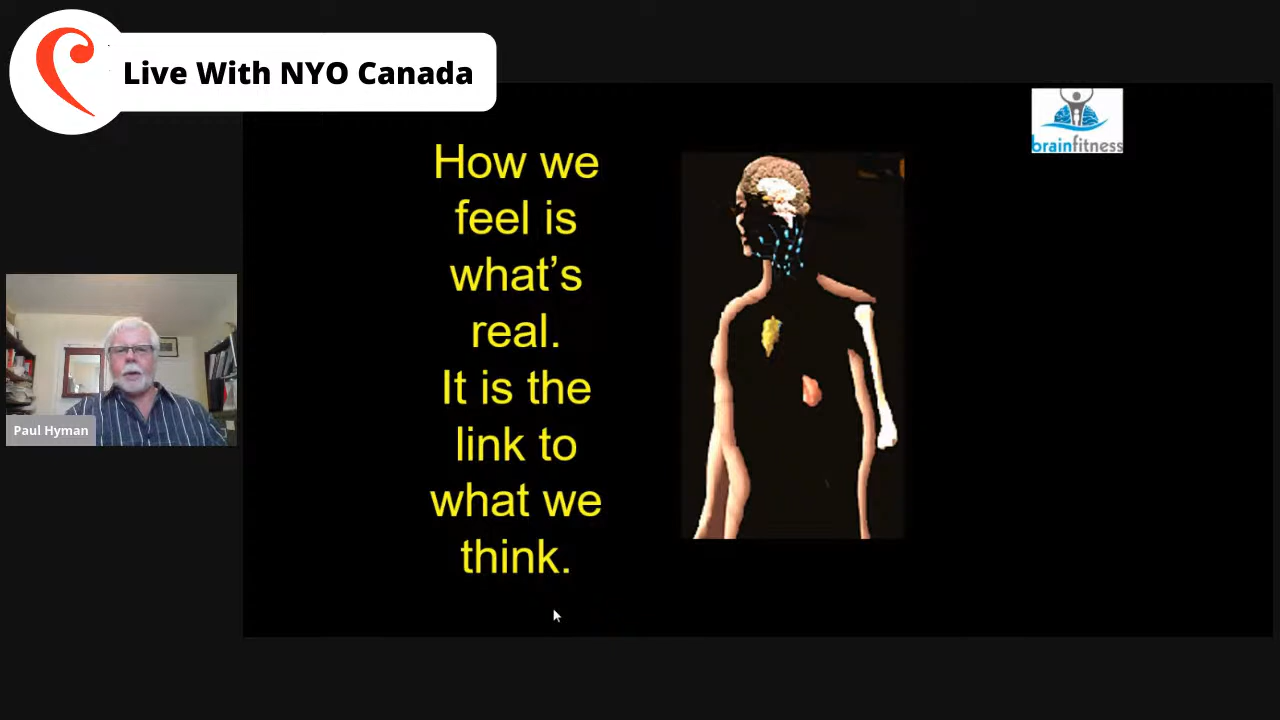 Live With NYO Canada
brainfitness
How we
feel is
what’s
real.
It is the
link to
what we
think.
Paul Hyman